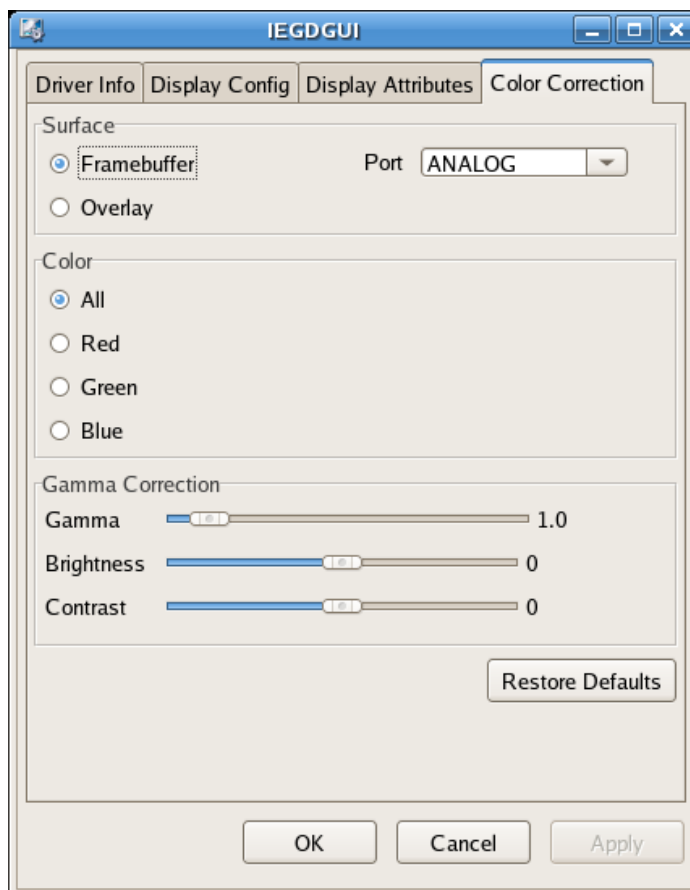 IEGDGUI
Driver Info Display Config Display Attributes Color Correction
Surface
Framebuffer Port ANALOG
Overlay
Color
All
Red
Green
Blue
Gamma Correction
Gamma 1.0
Brightness 0
Contrast 0
Restore Defaults
OK Cancel Apply